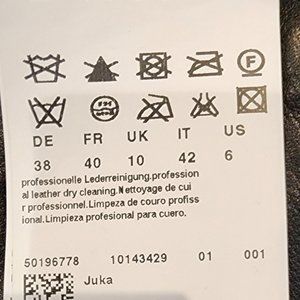 F
DE FR UK IT US
38 40 10 42 6
professionelle Lederreinigung.profession
al leather dry cleaning.Nettoyage de cui
r professionnel.Limpeza de couro profiss
ional.Limpieza profesional para cuero.
50196778 10143429 01 001
Juka